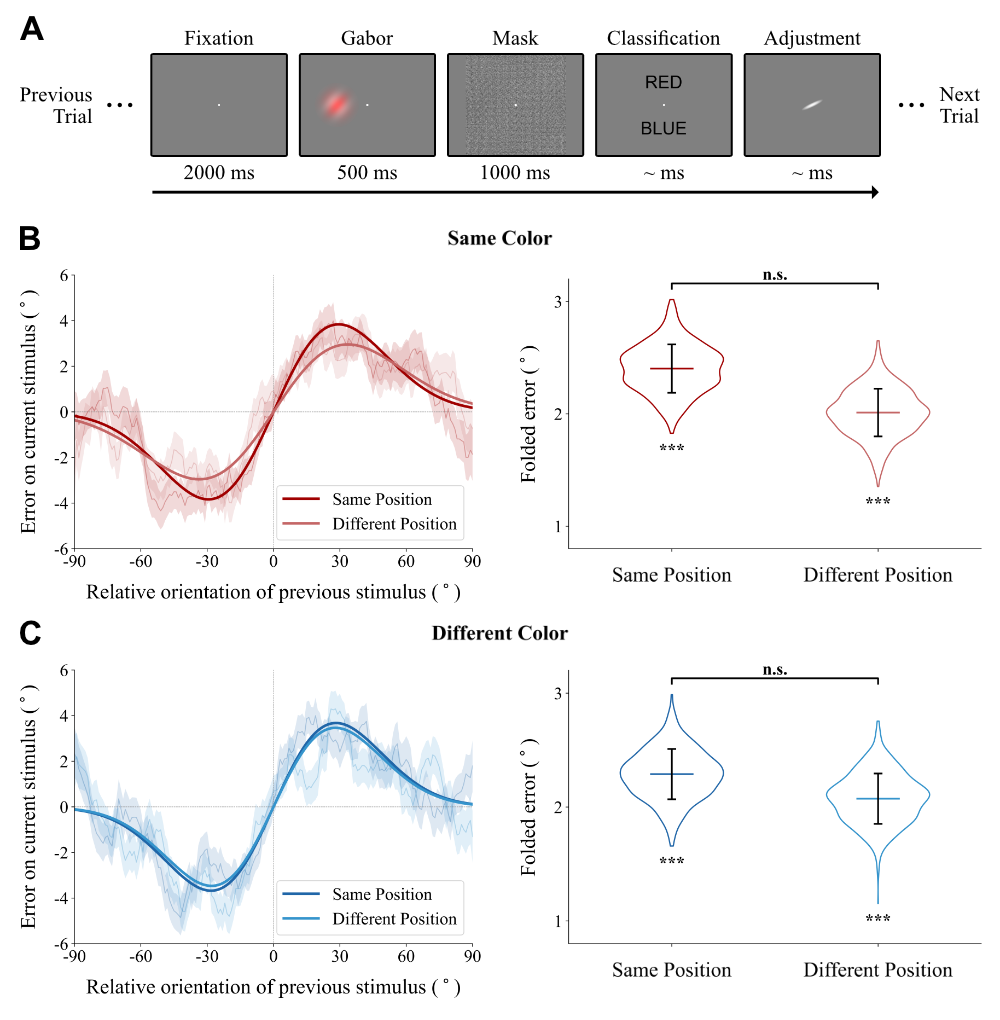 A
Fixation
Gabor
Mask
Classification
Adjustment
Previous
Trial
...
RED
BLUE
...
Next
Trial
2000 ms
500 ms
1000 ms
~ ms
~ ms
B
Same Color
Error on current stimulus ( ° )
6
4
2
0
-2
-4
-6
-90
-60
-30
0
30
60
90
Same Position
Different Position
Relative orientation of previous stimulus ( ° )
Folded error ( ° )
3
2
1
n.s.
***
***
Same Position
Different Position
C
Different Color
Error on current stimulus ( ° )
6
4
2
0
-2
-4
-6
-90
-60
-30
0
30
60
90
Same Position
Different Position
Relative orientation of previous stimulus ( ° )
Folded error ( ° )
3
2
1
n.s.
***
***
Same Position
Different Position